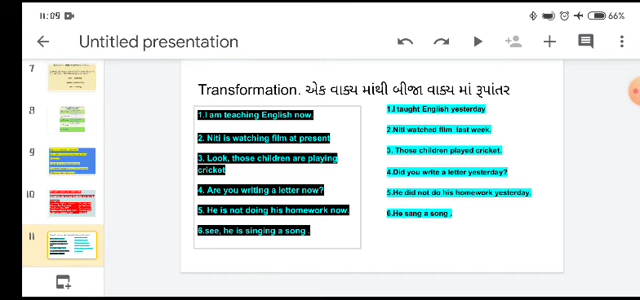 11:09
66%
Untitled presentation
7
8
9
10
11
Transformation. એક વાક્ય માંથી બીજા વાક્ય માં રૂપાંતર
1.I am teaching English now.
2. Niti is watching film at present
3. Look, those children are playing
cricket
4. Are you writing a letter now?
5. He is not doing his homework now.
6.see, he is singing a song .
1.I taught English yesterday
2.Niti watched film last week.
3. Those children played cricket.
4.Did you write a letter yesterday?
5.He did not do his homework yesterday.
6.He sang a song .